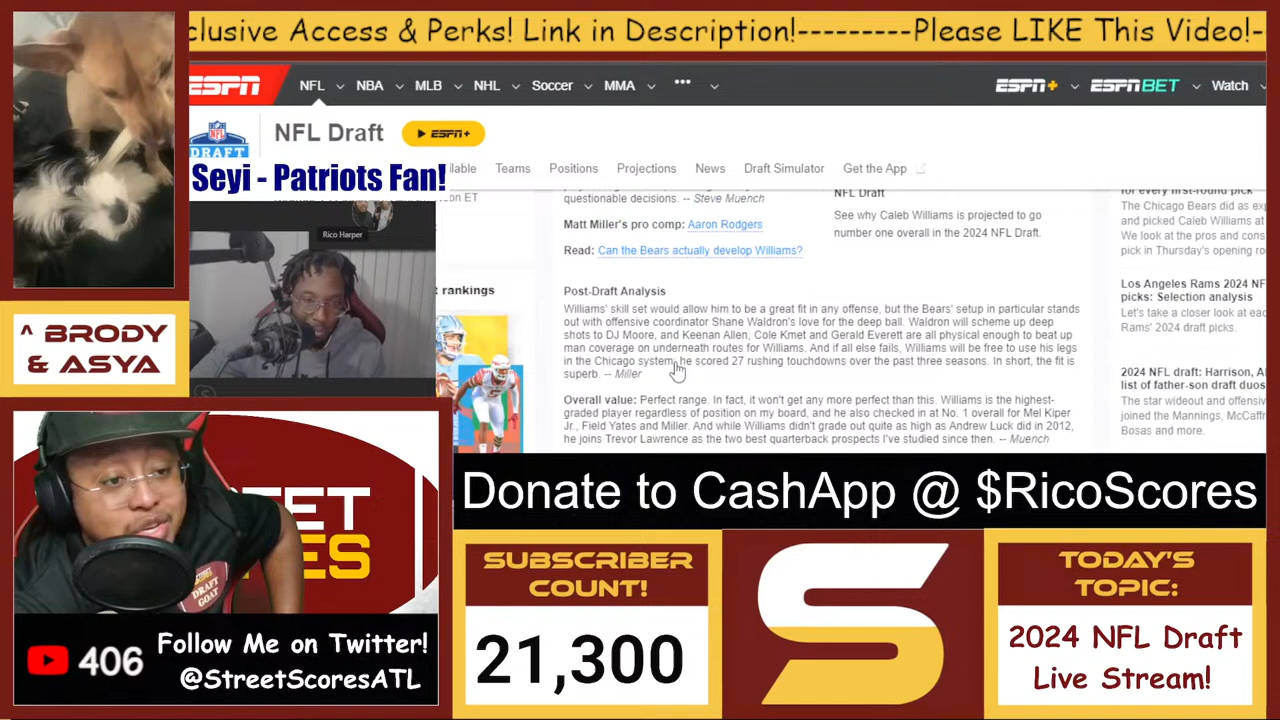 clusive Access & Perks! Link in Description!---------Please LIKE This Video!-
ESPN NFL NBA MLB NHL Soccer MMA ••• ESPN+ ESPNBET Watch
NFL
DRAFT
NFL Draft
ESPN+
ilable Teams Positions Projections News Draft Simulator Get the App
Seyi - Patriots Fan!
on ET
Rico Harper
t rankings
questionable decisions. -- Steve Muench
Matt Miller's pro comp: Aaron Rodgers
Read: Can the Bears actually develop Williams?
Post-Draft Analysis
Williams' skill set would allow him to be a great fit in any offense, but the Bears' setup in particular stands
out with offensive coordinator Shane Waldron's love for the deep ball. Waldron will scheme up deep
shots to DJ Moore, and Keenan Allen, Cole Kmet and Gerald Everett are all physical enough to beat up
man coverage on underneath routes for Williams. And if all else fails, Williams will be free to use his legs
in the Chicago system, he scored 27 rushing touchdowns over the past three seasons. In short, the fit is
superb. -- Miller
Overall value: Perfect range. In fact, it won't get any more perfect than this. Williams is the highest-
graded player regardless of position on my board, and he also checked in at No. 1 overall for Mel Kiper
Jr., Field Yates and Miller. And while Williams didn't grade out quite as high as Andrew Luck did in 2012,
he joins Trevor Lawrence as the two best quarterback prospects I've studied since then. -- Muench
NFL Draft
See why Caleb Williams is projected to go
number one overall in the 2024 NFL Draft.
for every first-round pick
The Chicago Bears did as ex
and picked Caleb Williams at
We look at the pros and cons
pick in Thursday's opening ro
Los Angeles Rams 2024 NF
picks: Selection analysis
Let's take a closer look at eac
Rams' 2024 draft picks.
2024 NFL draft: Harrison, A
list of father-son draft duos
The star wideout and offensiv
joined the Mannings, McCaffr
Bosas and more.
^ BRODY
& ASYA
EET
ES
DRAFT
GOAT
406
Follow Me on Twitter!
@StreetScoresATL
Donate to CashApp @ $RicoScores
SUBSCRIBER
COUNT!
21,300
S
TODAY'S
TOPIC:
2024 NFL Draft
Live Stream!